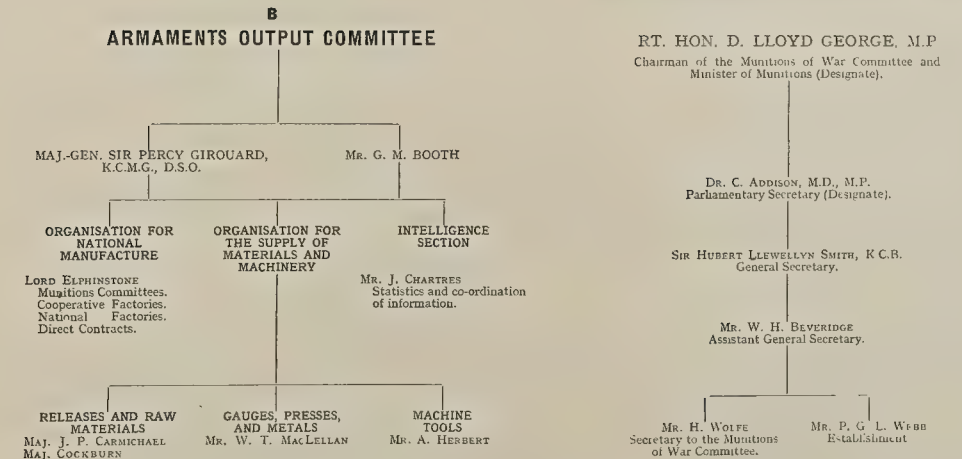 B
ARMAMENTS OUTPUT COMMITTEE
MAJ.-GEN. SIR PERCY GIROUARD,
K.C.M.G., D.S.O.
MR. G. M. BOOTH
ORGANISATION FOR
NATIONAL
MANUFACTURE
LORD ELPHINSTONE
Munitions Committees.
Cooperative Factories.
National Factories.
Direct Contracts.
ORGANISATION FOR
THE SUPPLY OF
MATERIALS AND
MACHINERY
INTELLIGENCE
SECTION
MR. J. CHARTRES
Statistics and co-ordination
of information.
RELEASES AND RAW
MATERIALS
MAJ. J. P. CARMICHAEL
MAJ. COCKBURN
GAUGES, PRESSES,
AND METALS
MR. W. T. MACLELLAN
MACHINE
TOOLS
MR. A. HERBERT
RT. HON. D. LLOYD GEORGE, M.P
Chairman of the Munitions of War Committee and
Minister of Munitions (Designate).
DR. C. ADDISON, M.D., M.P.
Parliamentary Secretary (Designate).
SIR HUBERT LLEWELLYN SMITH, K C.B.
General Secretary.
MR. W. H. BEVERIDGE
Assistant General Secretary.
MR. H. WOLFE
Secretary to the Munitions
of War Committee.
MR. P. G L. WEBB
Establishment